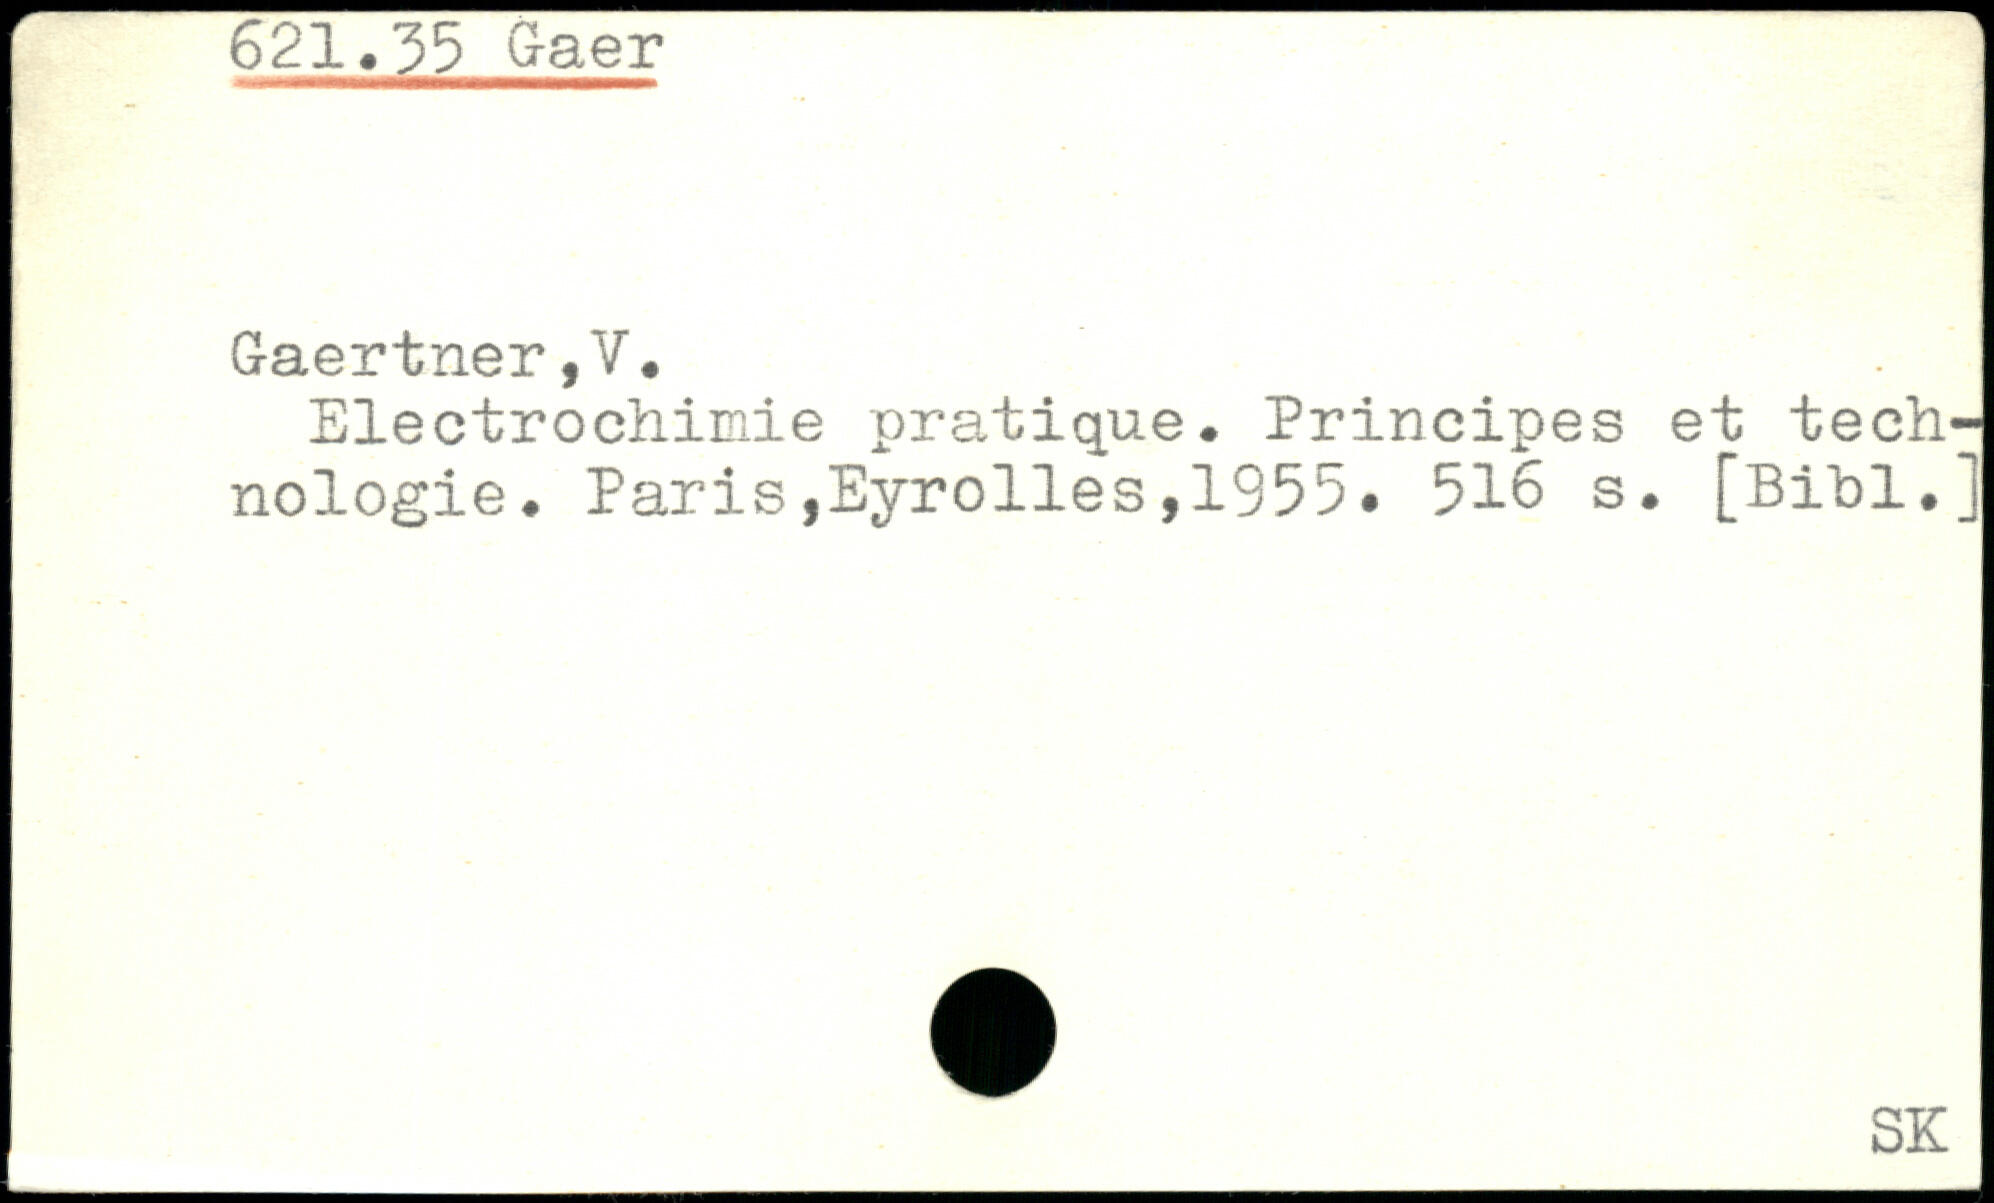 621.35 Gaer
Gaertner,V.
Electrochimie pratique. Principes et tech-
nologie. Paris,Eyrolles,1955. 516 s. [Bibl.]
SK